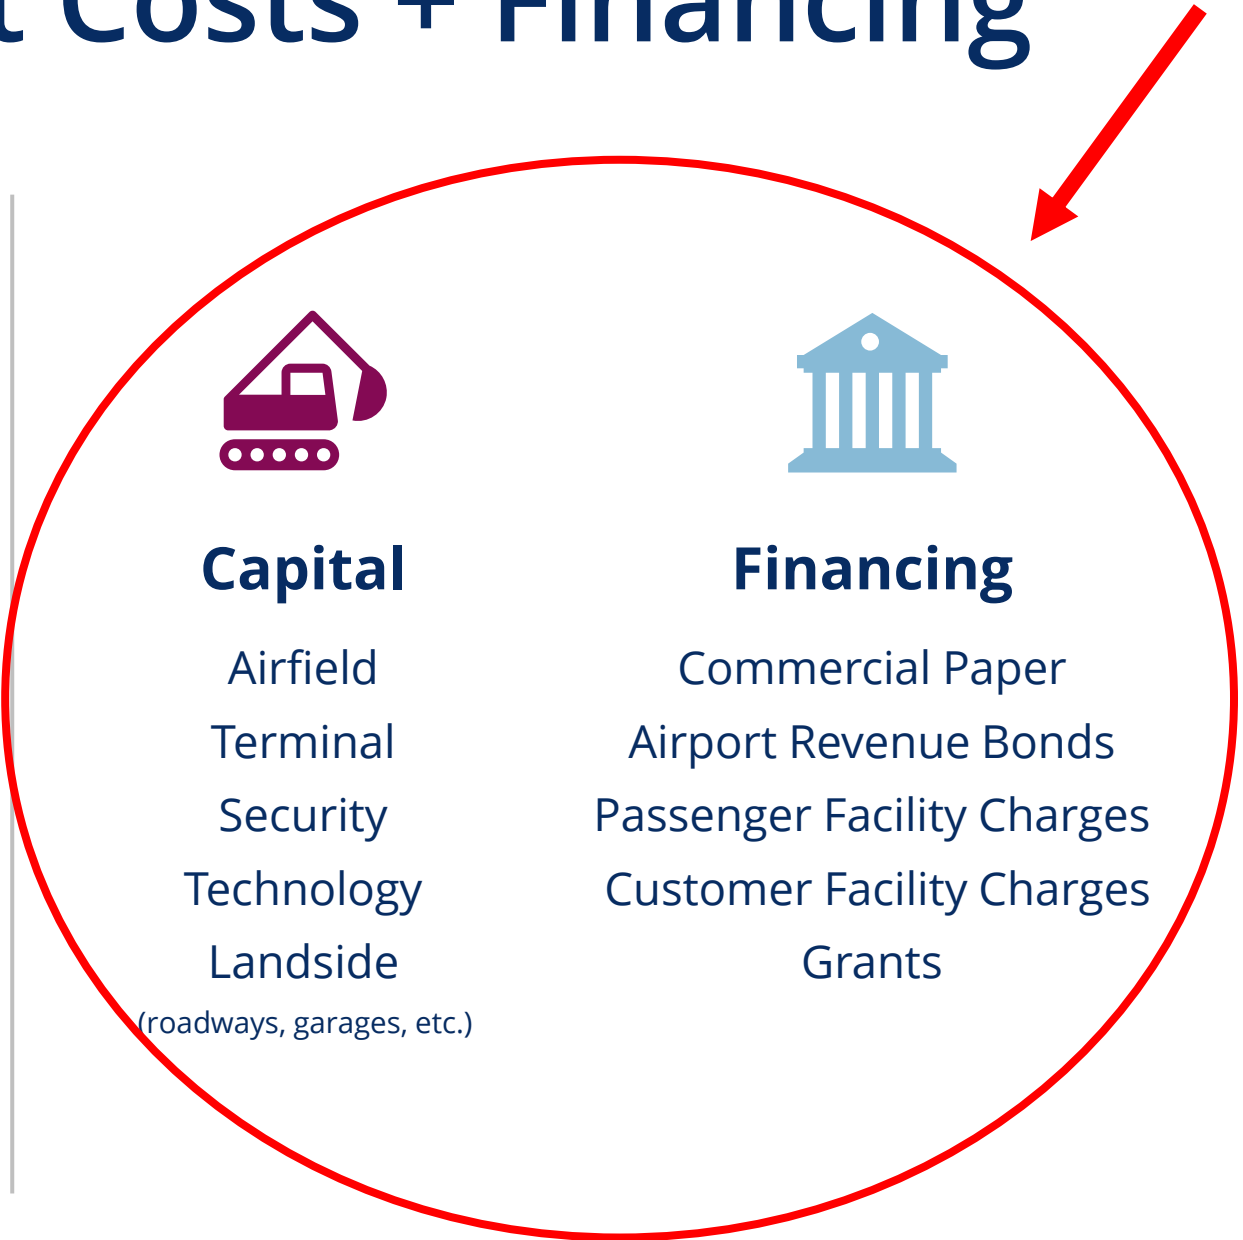 t Costs + Financing
Capital
Airfield
Terminal
Security
Technology
Landside
(roadways, garages, etc.)
Financing
Commercial Paper
Airport Revenue Bonds
Passenger Facility Charges
Customer Facility Charges
Grants